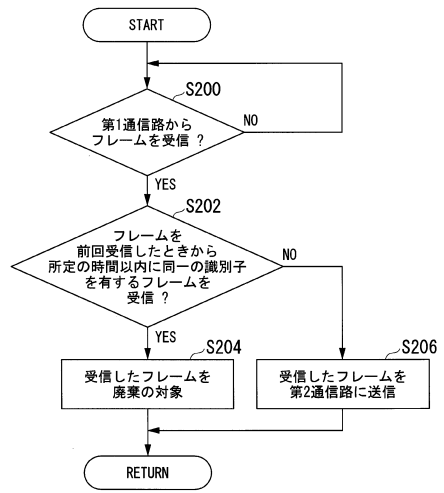 START
S200
第1通信路から
フレームを受信 ?
NO
YES
S202
フレームを
前回受信したときから
所定の時間以内に同一の識別子
を有するフレームを
受信 ?
NO
YES
S204
受信したフレームを
廃棄の対象
S206
受信したフレームを
第2通信路に送信
RETURN